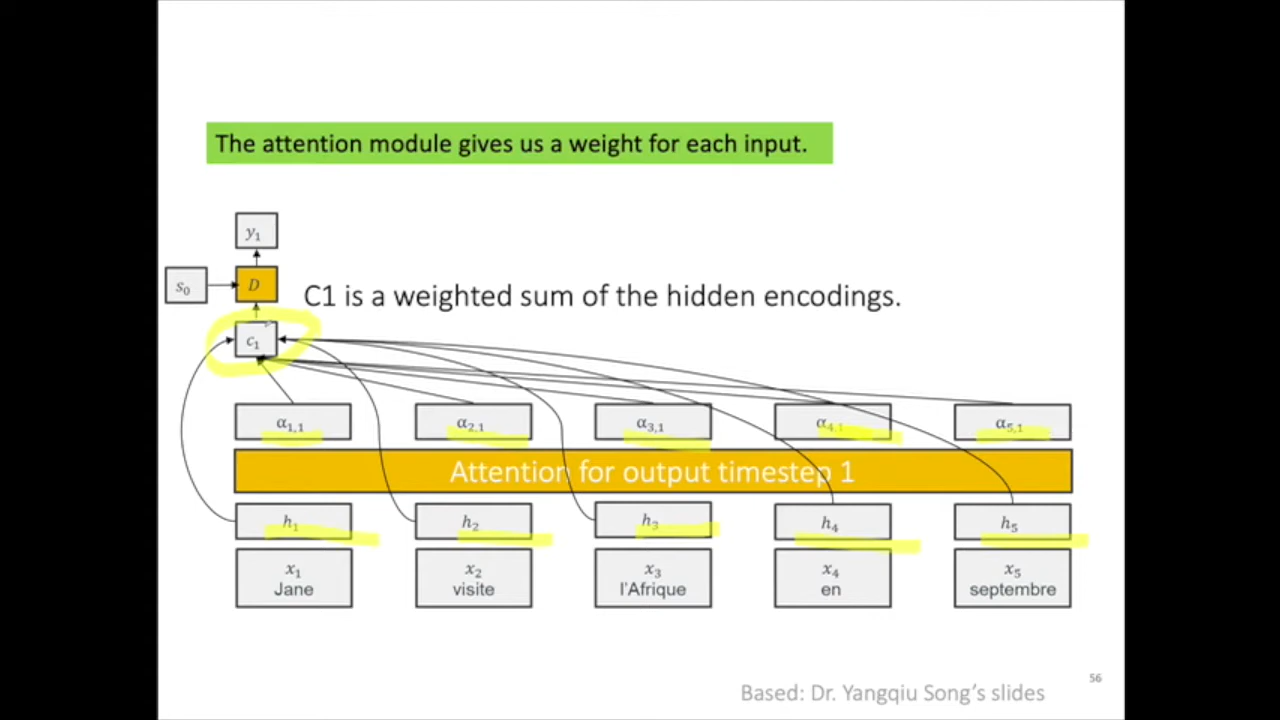 The attention module gives us a weight for each input.
y₁
s₀ D C1 is a weighted sum of the hidden encodings.
c₁
α₁,₁ α₂,₁ α₃,₁ α₄,₁ α₅,₁
Attention for output timestep 1
h₁ h₂ h₃ h₄ h₅
x₁ x₂ x₃ x₄ x₅
Jane visite l'Afrique en septembre
56
Based: Dr. Yangqiu Song's slides